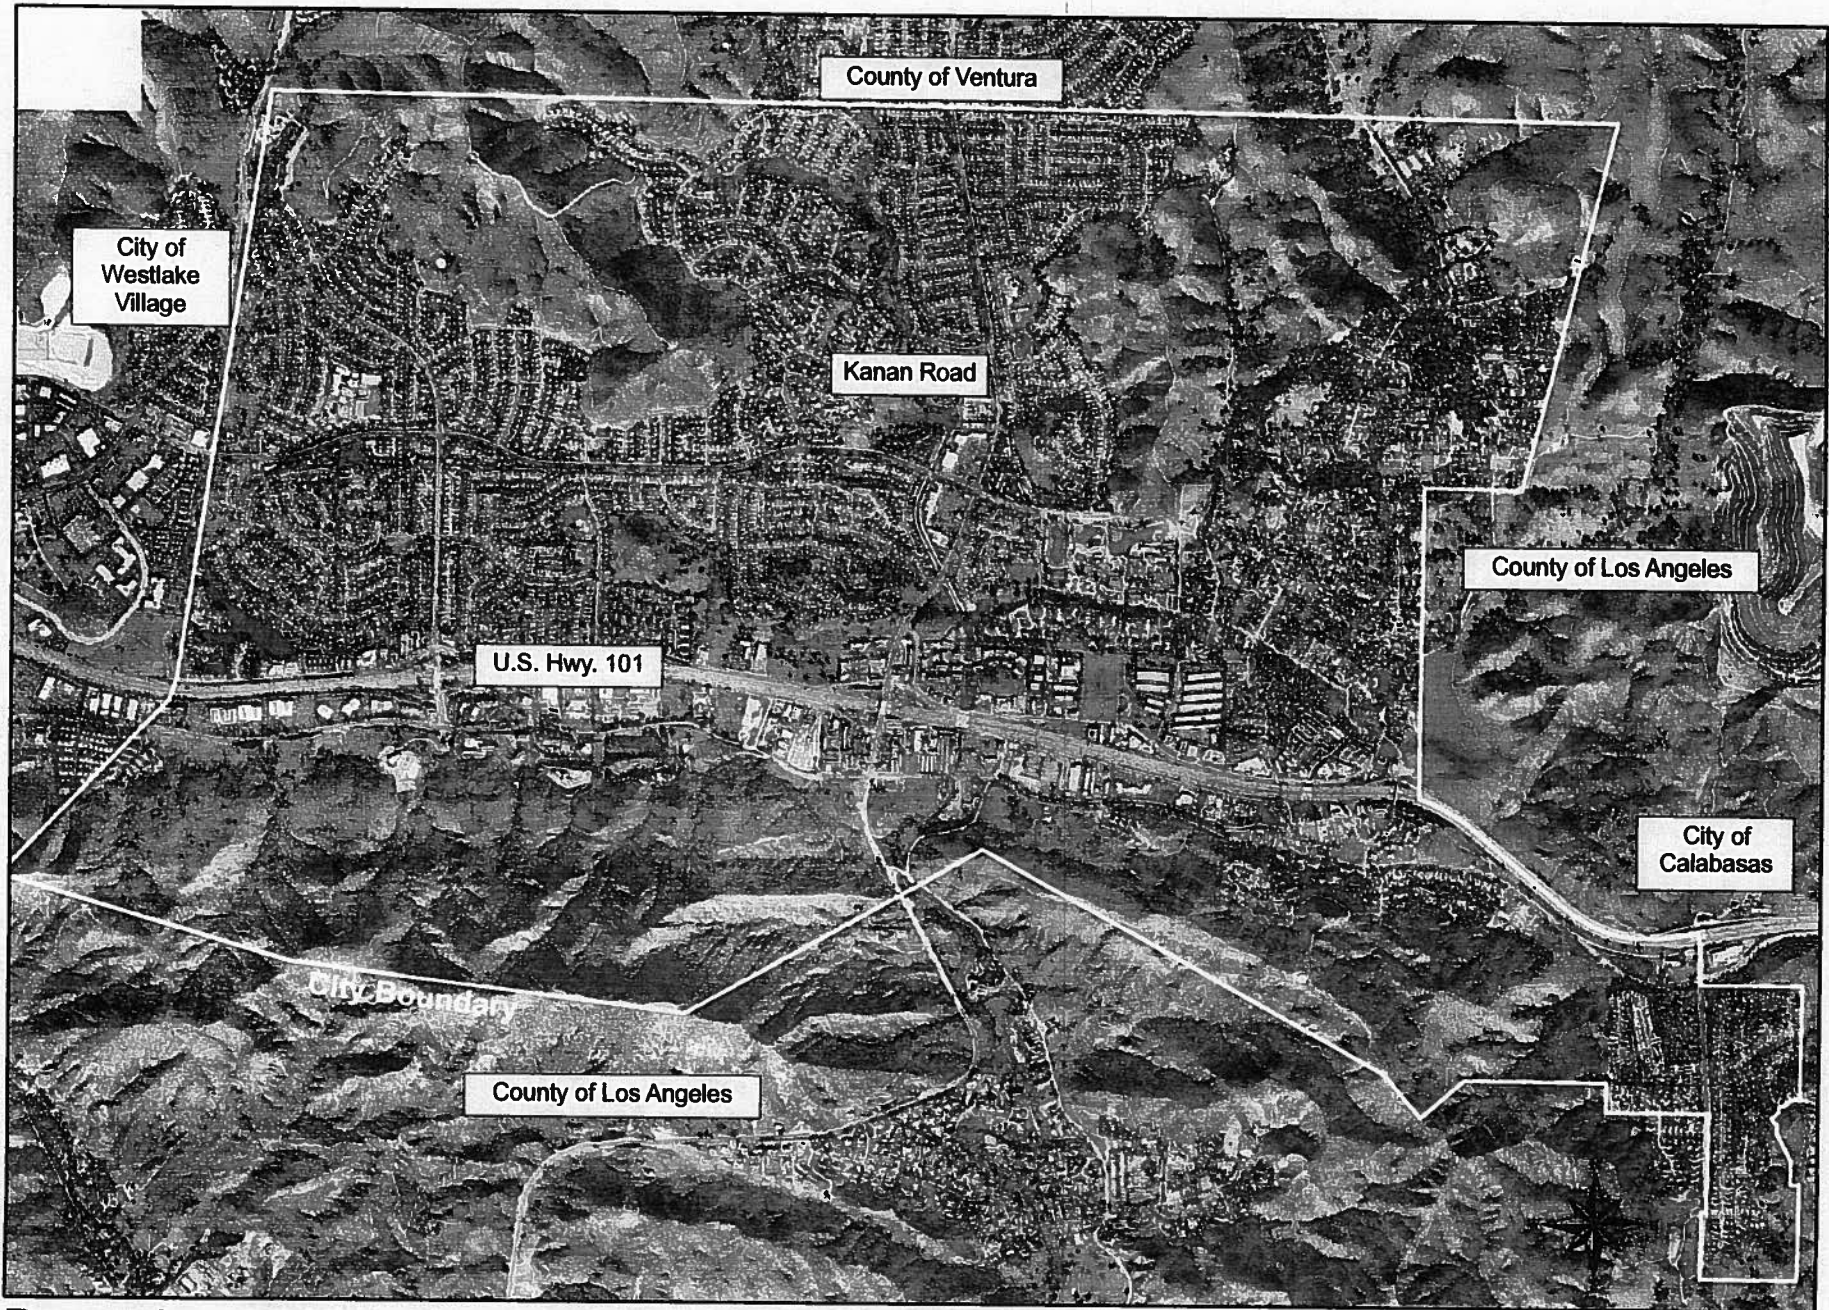 County of Ventura
City of
Westlake
Village
Kanan Road
County of Los Angeles
U.S. Hwy. 101
City of
Calabasas
City Boundary
County of Los Angeles